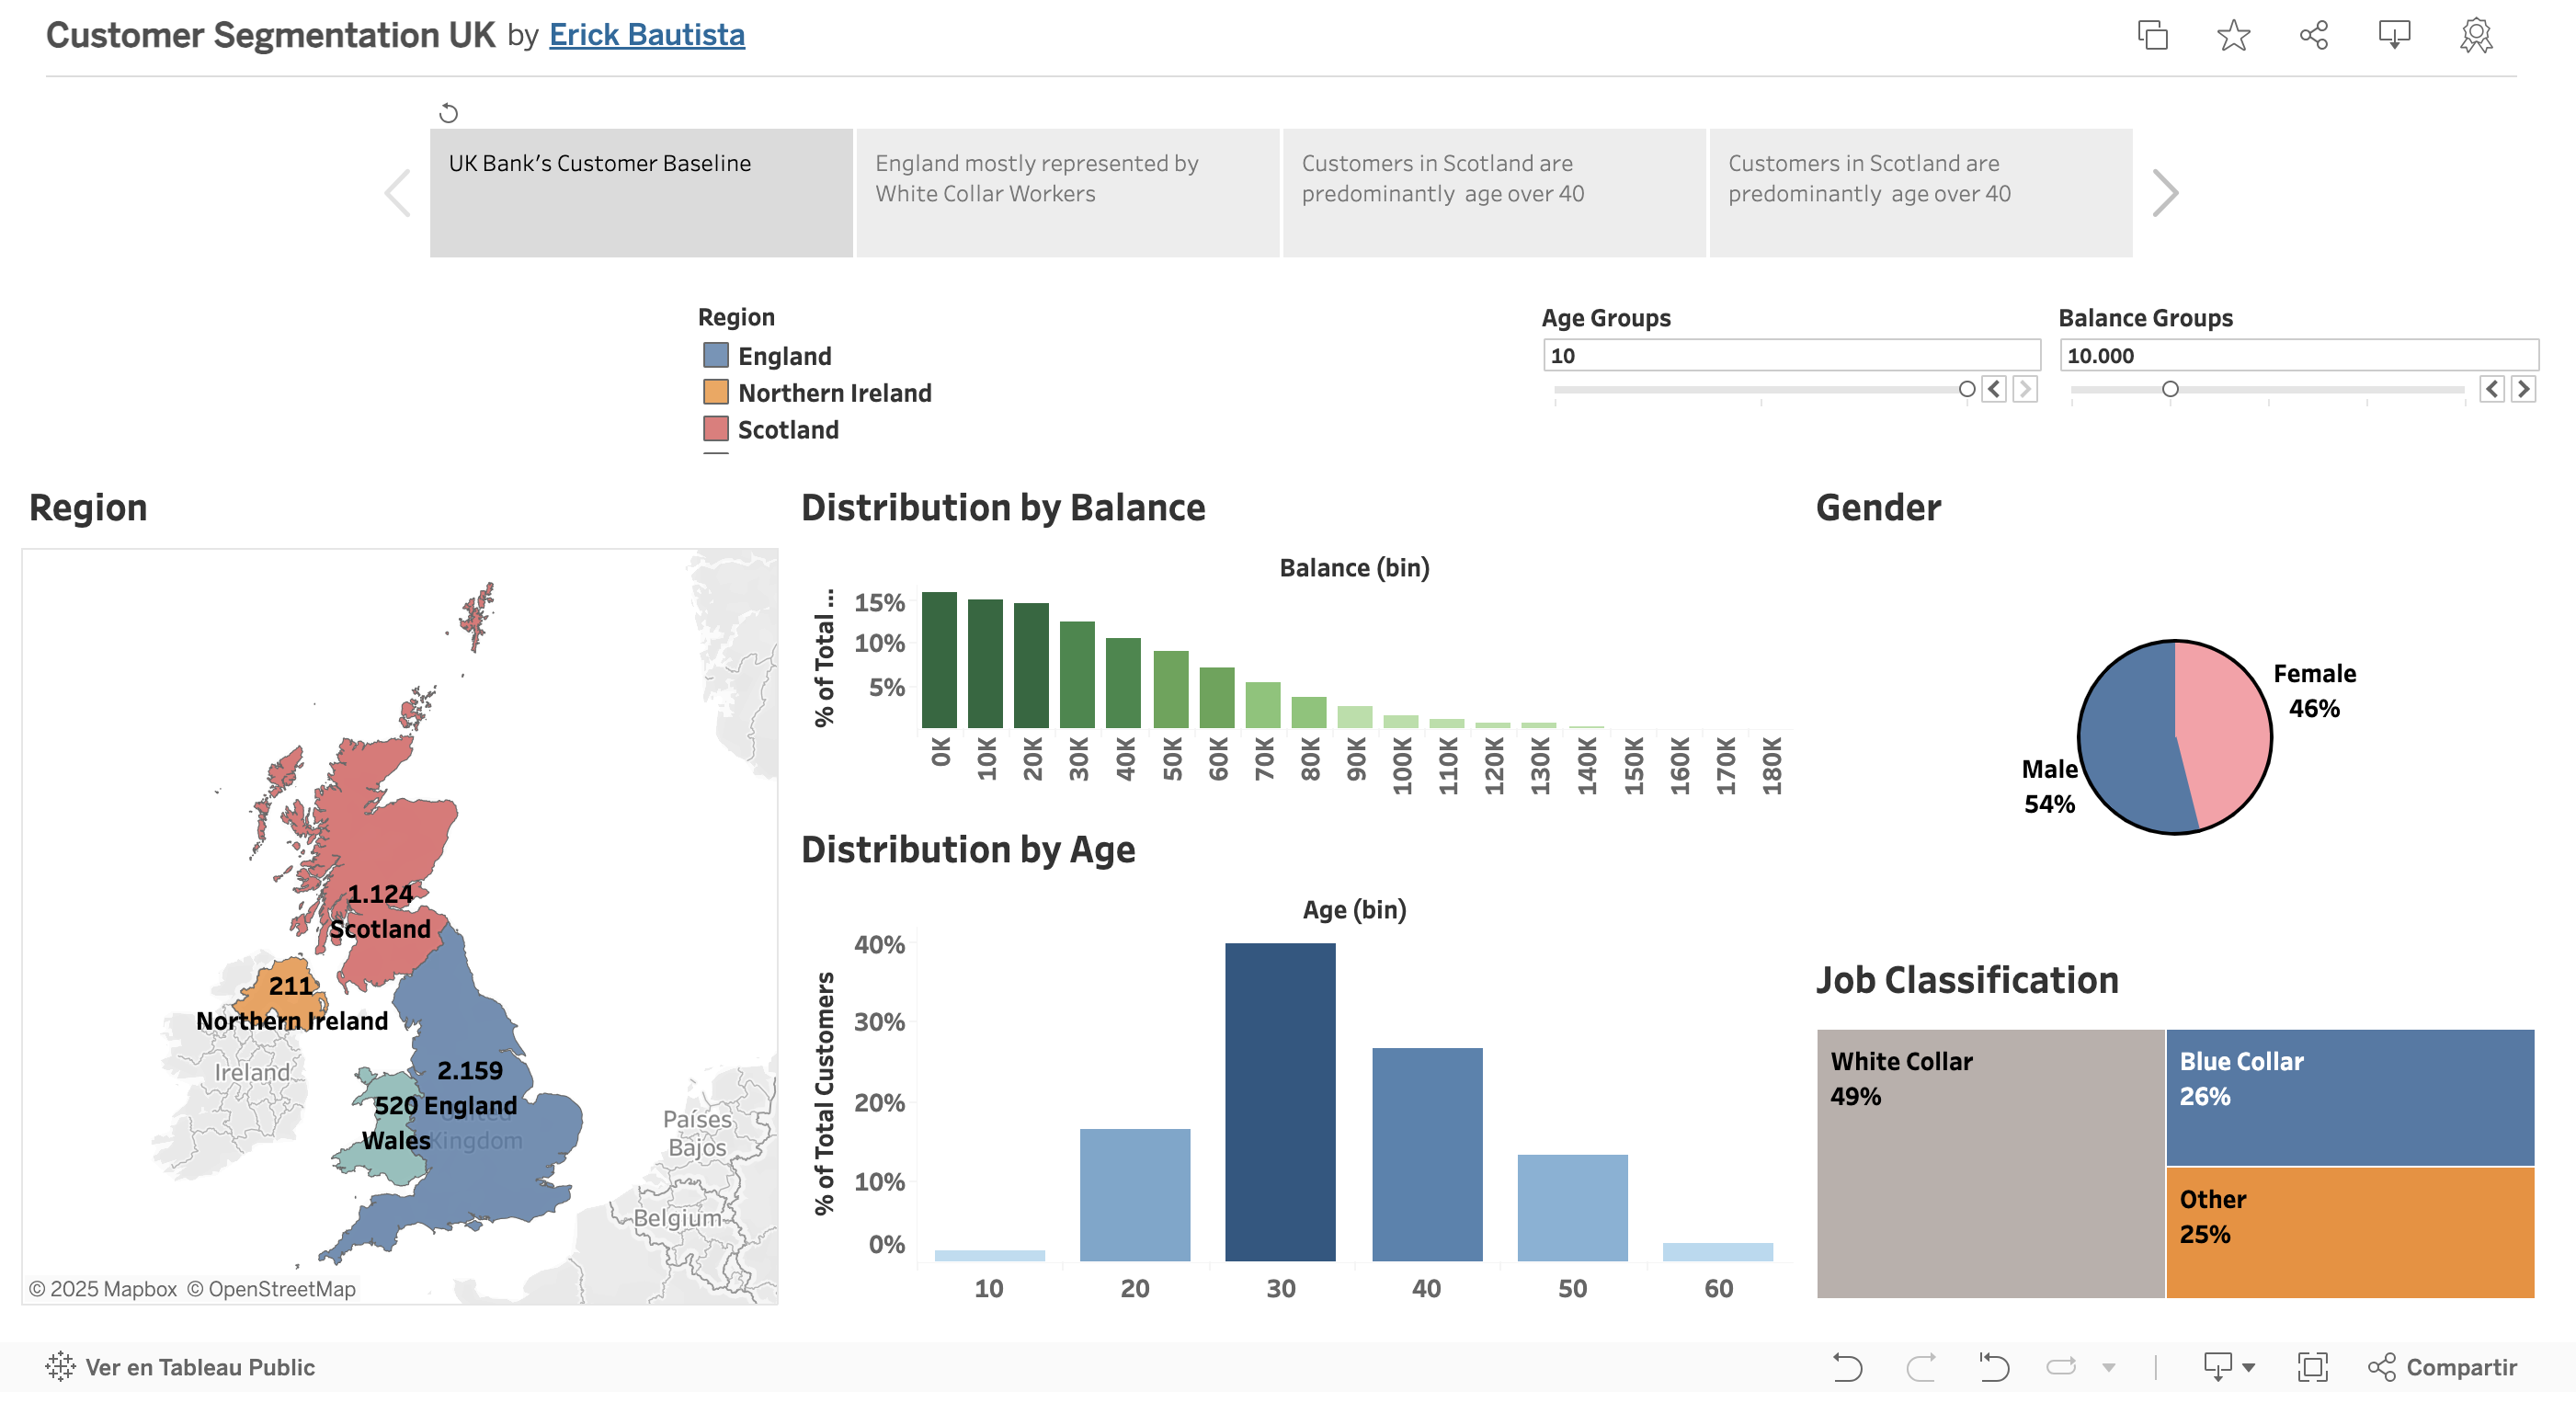 Customer Segmentation UK by Erick Bautista
UK Bank's Customer Baseline
England mostly represented by
White Collar Workers
Customers in Scotland are
predominantly age over 40
Customers in Scotland are
predominantly age over 40
Region
England
Northern Ireland
Scotland
Age Groups
10
Balance Groups
10.000
Region
1.124
Scotland
211
Northern Ireland
Ireland
2.159
520 England
Wales
Kingdom
Países
Bajos
Belgium
© 2025 Mapbox © OpenStreetMap
Distribution by Balance
Balance (bin)
% of Total ...
15%
10%
5%
0K 10K 20K 30K 40K 50K 60K 70K 80K 90K 100K 110K 120K 130K 140K 150K 160K 170K 180K
Distribution by Age
Age (bin)
% of Total Customers
40%
30%
20%
10%
0%
10 20 30 40 50 60
Gender
Female
46%
Male
54%
Job Classification
White Collar
49%
Blue Collar
26%
Other
25%
Ver en Tableau Public
Compartir